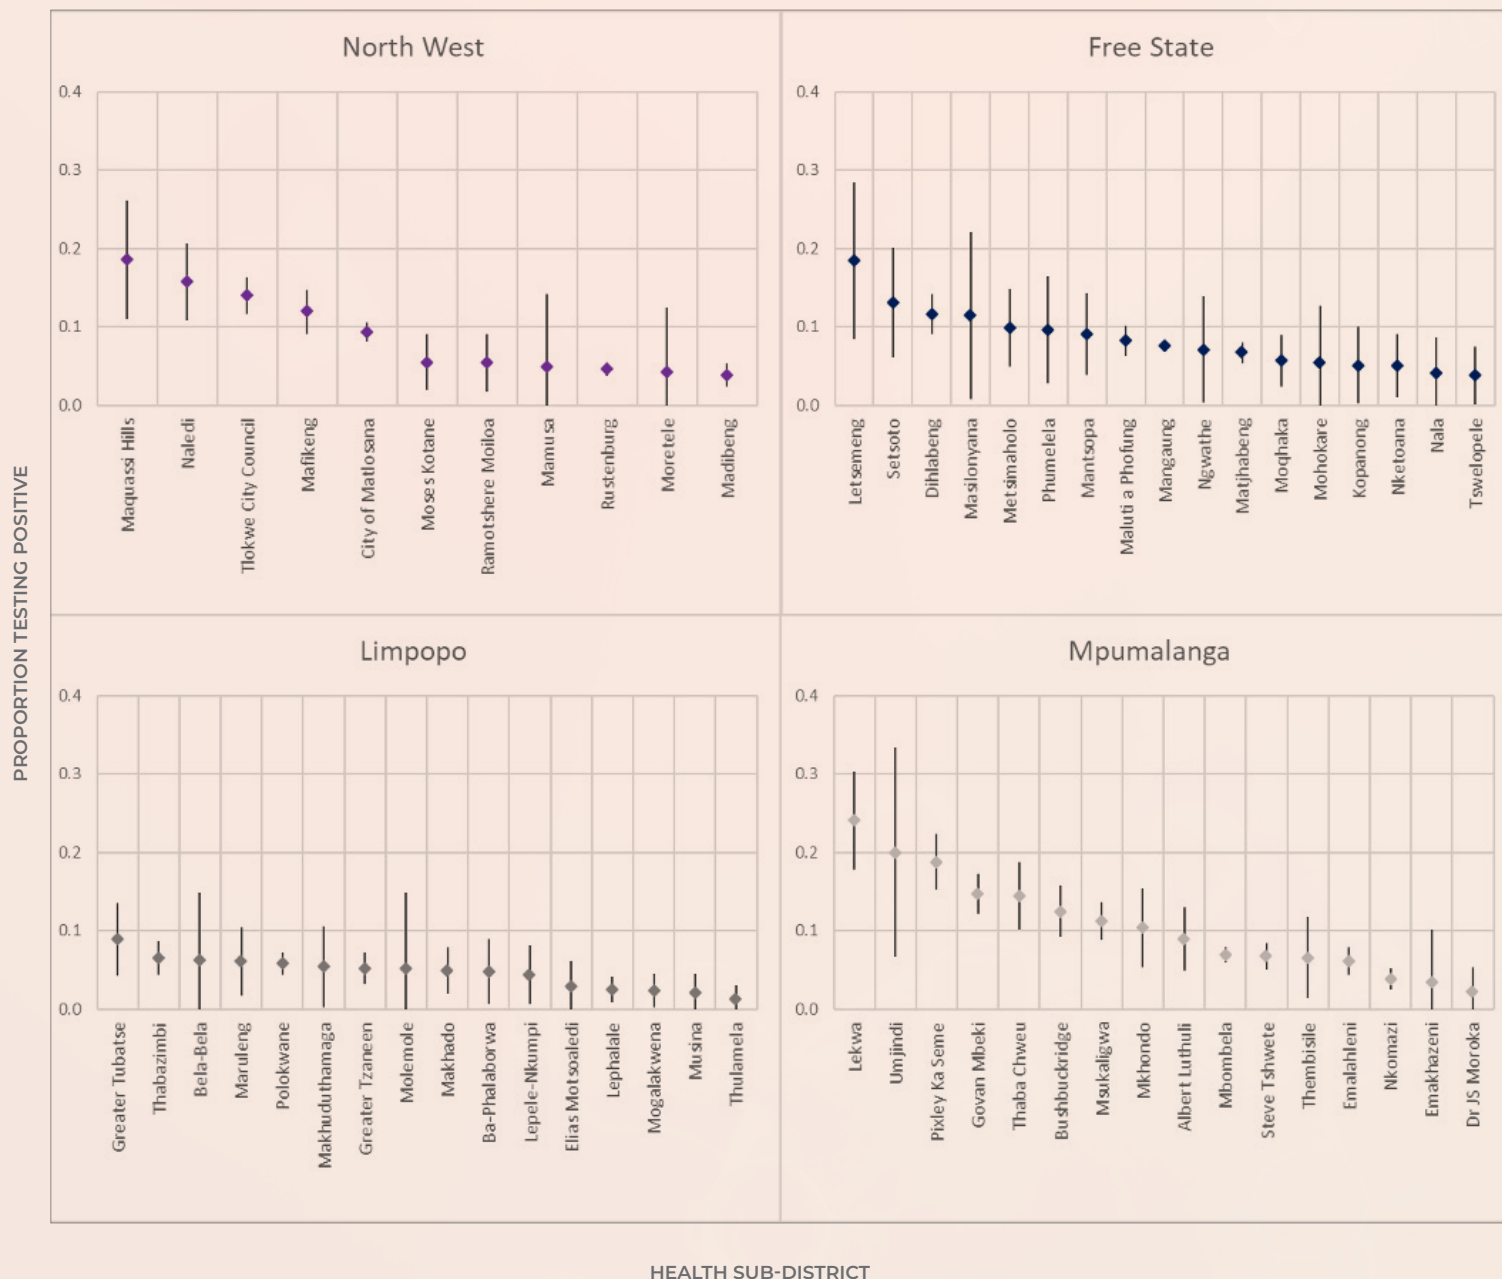 North West
0.4
0.3
0.2
0.1
0.0
Maquassi Hills
Naledi
Tlokwe City Council
Mafikeng
City of Matlosana
Moses Kotane
Ramotshere Moiloa
Mamusa
Rustenburg
Moretele
Madibeng
Free State
0.4
0.3
0.2
0.1
0.0
Letsemeng
Setsoto
Dihlabeng
Masilonyana
Metsimaholo
Phumelela
Mantsopa
Maluti a Phofung
Mangaung
Ngwathe
Matjhabeng
Moqhaka
Mohokare
Kopanong
Nketoana
Nala
Tswelopele
PROPORTION TESTING POSITIVE
Limpopo
0.4
0.3
0.2
0.1
0.0
Greater Tubatse
Thabazimbi
Bela-Bela
Maruleng
Polokwane
Makhuduthamaga
Greater Tzaneen
Molemole
Makhado
Ba-Phalaborwa
Lepele-Nkumpi
Elias Motsoaledi
Lephalale
Mogalakwena
Musina
Thulamela
Mpumalanga
0.4
0.3
0.2
0.1
0.0
Lekwa
Umjindi
Pixley Ka Seme
Govan Mbeki
Thaba Chweu
Bushbuckridge
Msukaligwa
Mkhondo
Albert Luthuli
Mbombela
Steve Tshwete
Thembisile
Emalahleni
Nkomazi
Emakhazeni
Dr JS Moroka
HEALTH SUB-DISTRICT